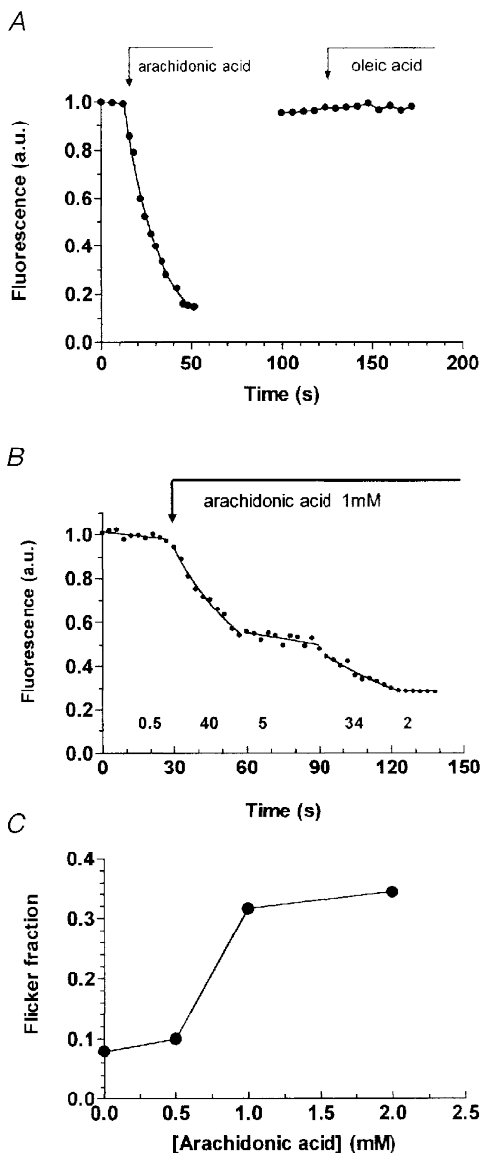 A
arachidonic acid
oleic acid
Fluorescence (a.u.)
1.0
0.8
0.6
0.4
0.2
0.0
0 50 100 150 200
Time (s)
B
arachidonic acid 1mM
Fluorescence (a.u.)
1.0
0.8
0.6
0.4
0.2
0.0
0.5 40 5 34 2
0 30 60 90 120 150
Time (s)
C
Flicker fraction
0.4
0.3
0.2
0.1
0.0
0.0 0.5 1.0 1.5 2.0 2.5
[Arachidonic acid] (mM)